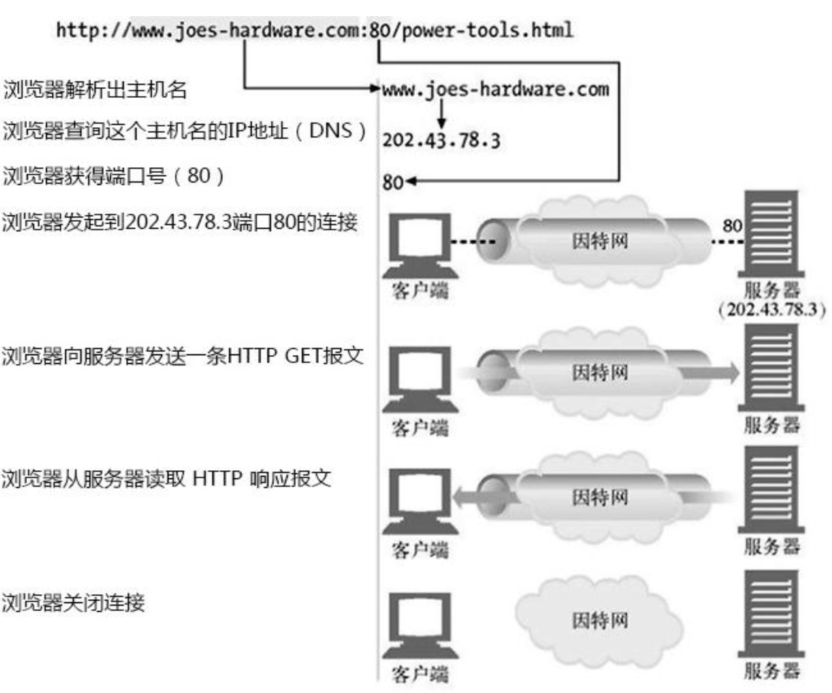 http://www.joes-hardware.com:80/power-tools.html
浏览器解析出主机名
www.joes-hardware.com
浏览器查询这个主机名的IP地址（DNS）
202.43.78.3
浏览器获得端口号（80）
80
浏览器发起到202.43.78.3端口80的连接
因特网
80
客户端
服务器
(202.43.78.3)
浏览器向服务器发送一条HTTP GET报文
因特网
客户端
服务器
浏览器从服务器读取 HTTP 响应报文
因特网
客户端
服务器
浏览器关闭连接
因特网
客户端
服务器